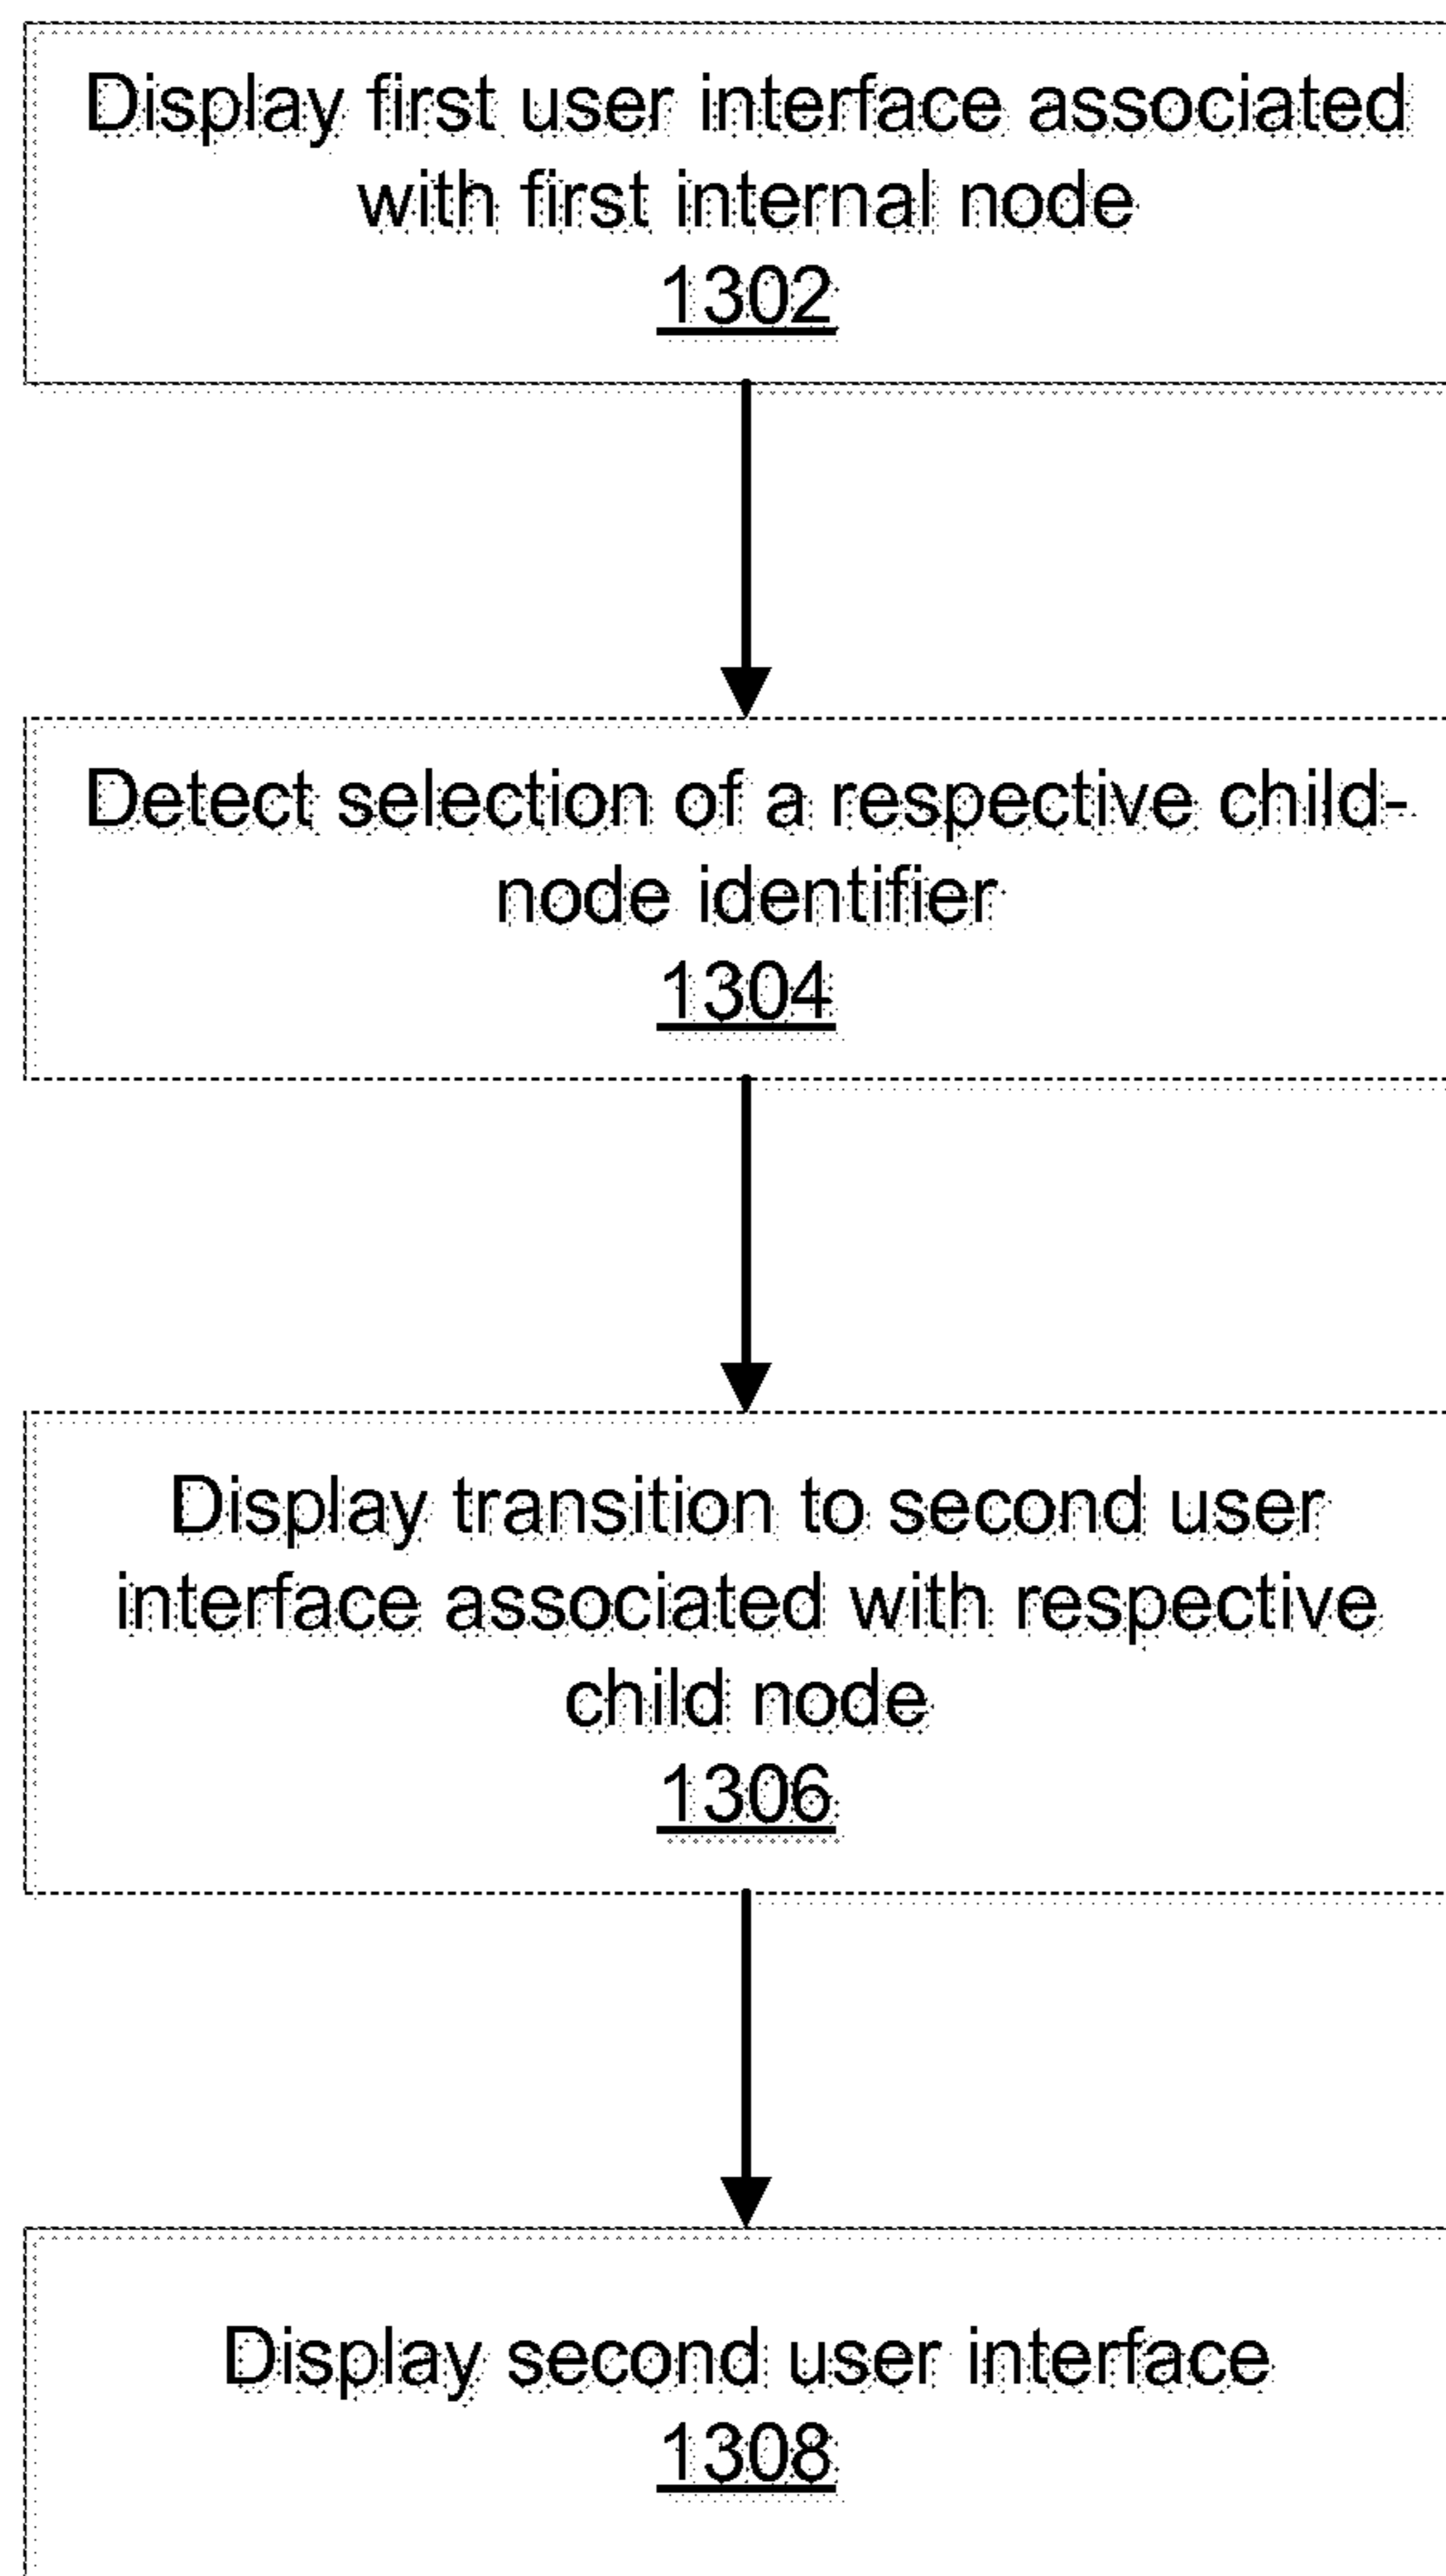 Display first user interface associated
with first internal node
1302
Detect selection of a respective child-
node identifier
1304
Display transition to second user
interface associated with respective
child node
1306
Display second user interface
1308